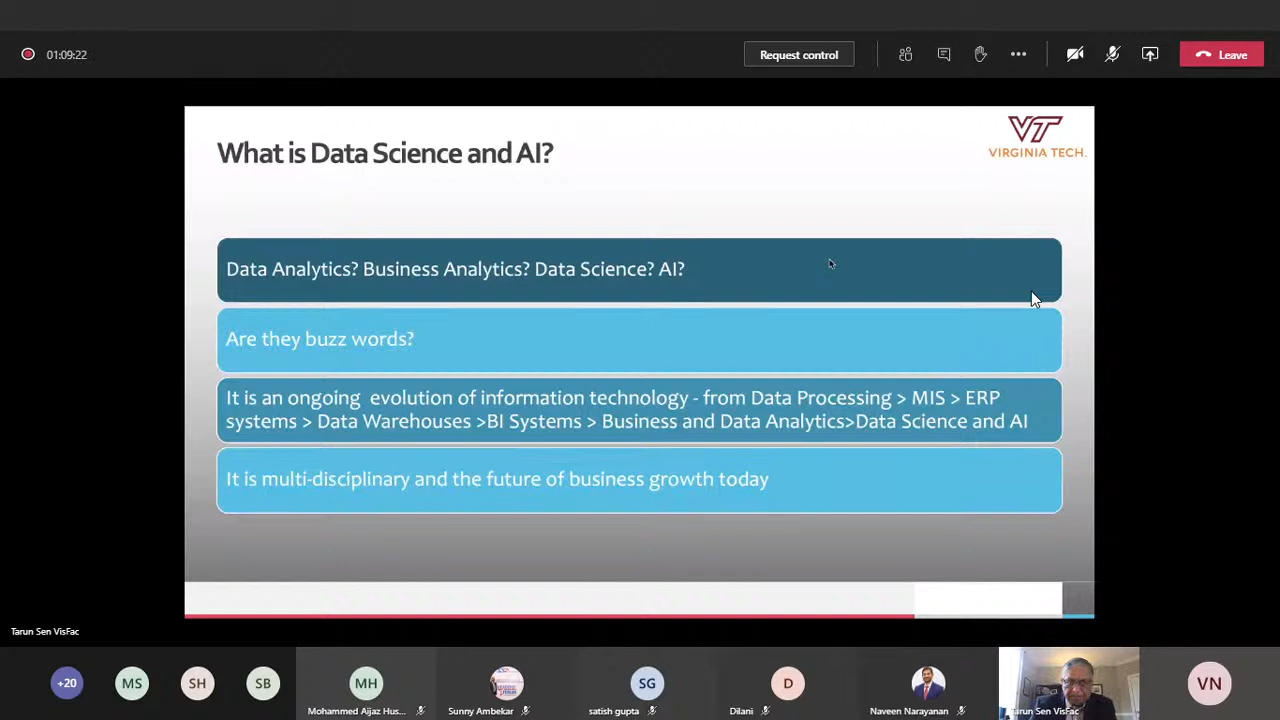 01:09:22
Request control
Leave
What is Data Science and AI?
VT
VIRGINIA TECH.
Data Analytics? Business Analytics? Data Science? AI?
Are they buzz words?
It is an ongoing evolution of information technology - from Data Processing > MIS > ERP
systems > Data Warehouses >BI Systems > Business and Data Analytics>Data Science and AI
It is multi-disciplinary and the future of business growth today
Tarun Sen VisFac
+20
MS
SH
SB
MH
SG
D
VN
Mohammed Aijaz Hus...
Sunny Ambekar
satish gupta
Dilani
Naveen Narayanan
Tarun Sen VisFac